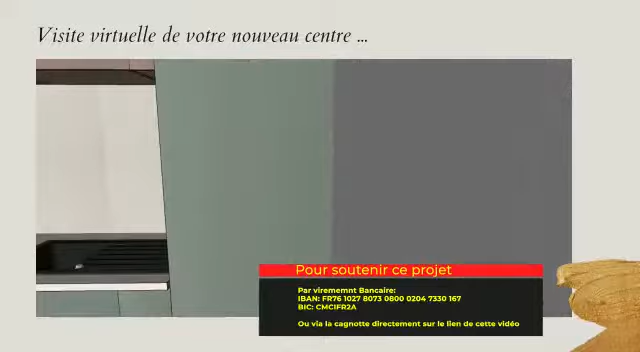 Visite virtuelle de votre nouveau centre ...
Pour soutenir ce projet
Par virememnt Bancaire:
IBAN: FR76 1027 8073 0800 0204 7330 167
BIC: CMCIFR2A
Ou via la cagnotte directement sur le lien de cette vidéo